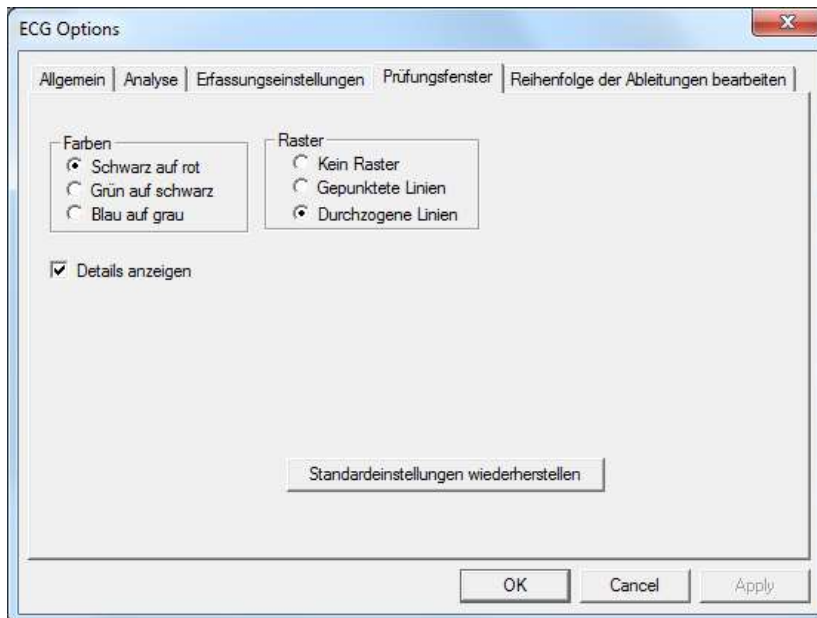 ECG Options
Allgemein Analyse Erfassungseinstellungen Prüfungsfenster Reihenfolge der Ableitungen bearbeiten
Farben
Schwarz auf rot
Grün auf schwarz
Blau auf grau
Raster
Kein Raster
Gepunktete Linien
Durchzogene Linien
Details anzeigen
Standardeinstellungen wiederherstellen
OK Cancel Apply